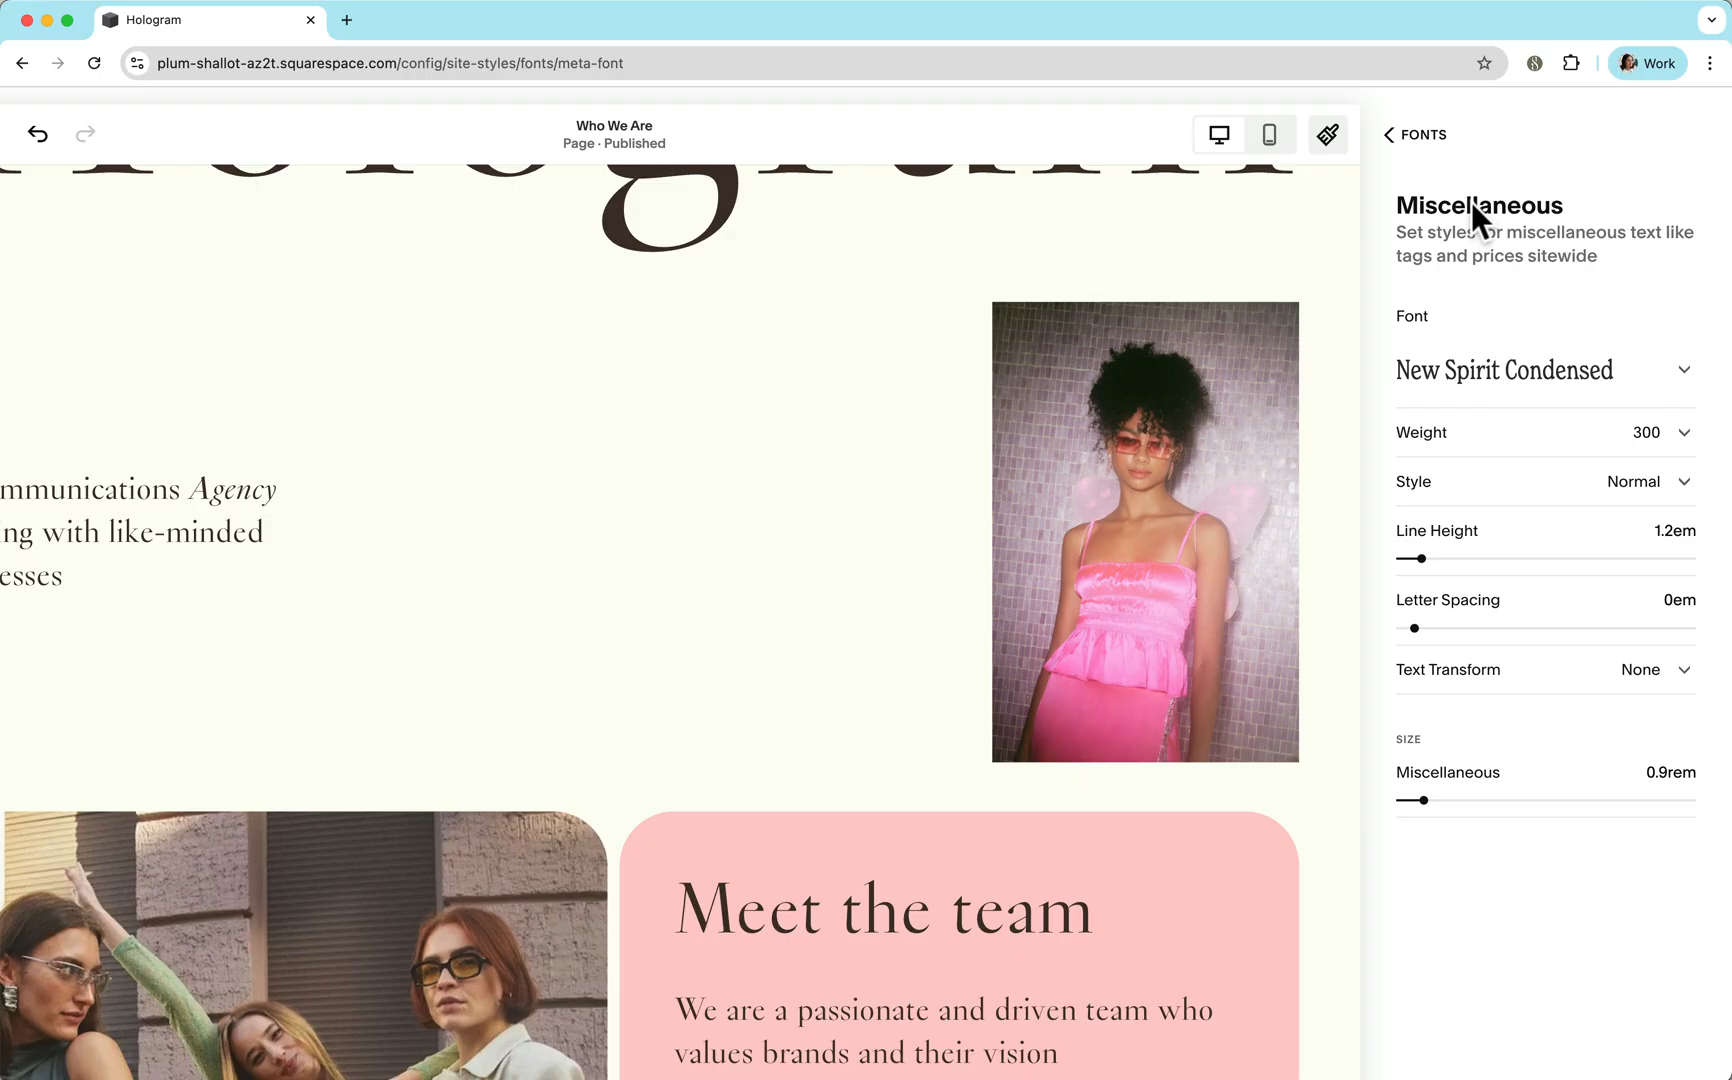 Hologram
plum-shallot-az2t.squarespace.com/config/site-styles/fonts/meta-font
Work
Who We Are
Page · Published
FONTS
Hologram
Miscellaneous
Set styles for miscellaneous text like
tags and prices sitewide
Font
New Spirit Condensed
Weight 300
Style Normal
Line Height 1.2em
Letter Spacing 0em
Text Transform None
SIZE
Miscellaneous 0.9rem
mmunications Agency
ing with like-minded
esses
Meet the team
We are a passionate and driven team who
values brands and their vision